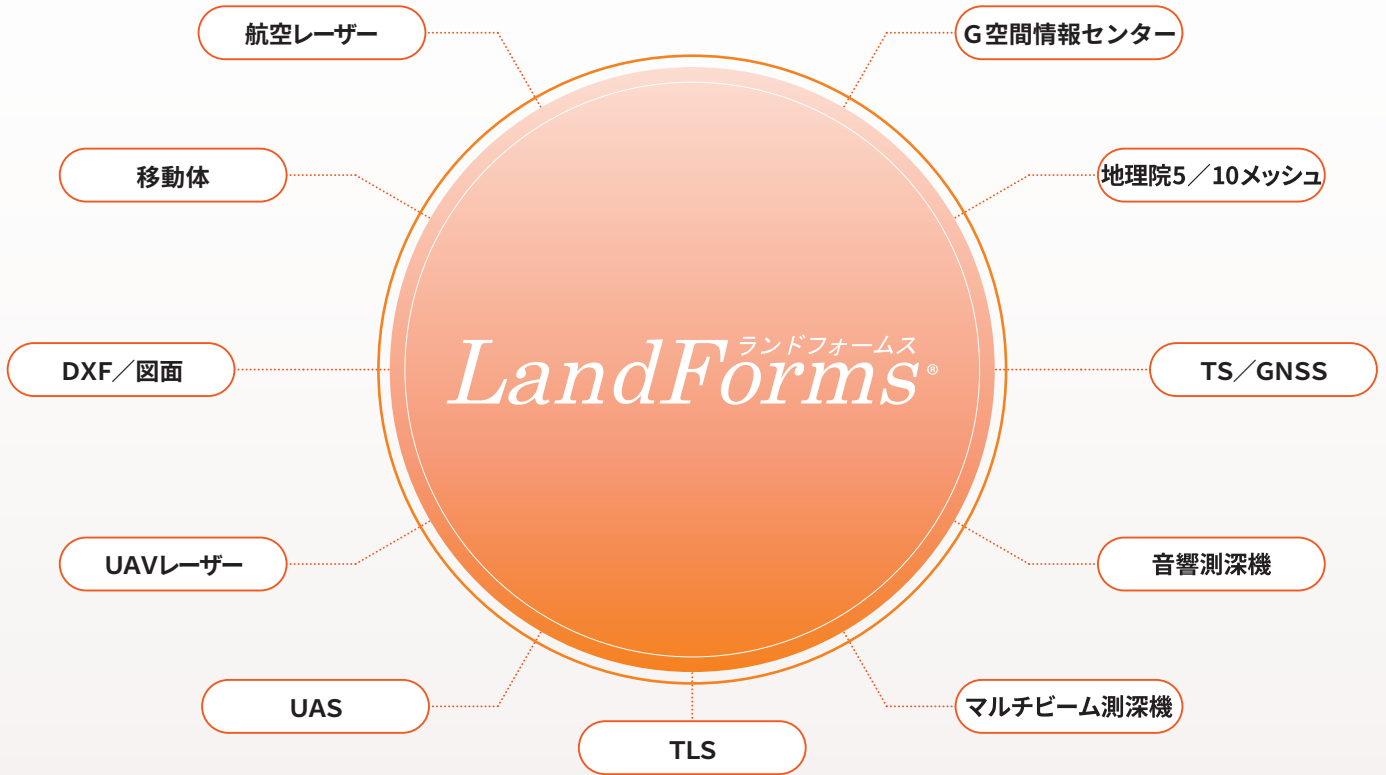 航空レーザー
G空間情報センター
移動体
地理院5／10メッシュ
ランドフォームス
LandForms®
DXF／図面
TS／GNSS
UAVレーザー
音響測深機
UAS
マルチビーム測深機
TLS